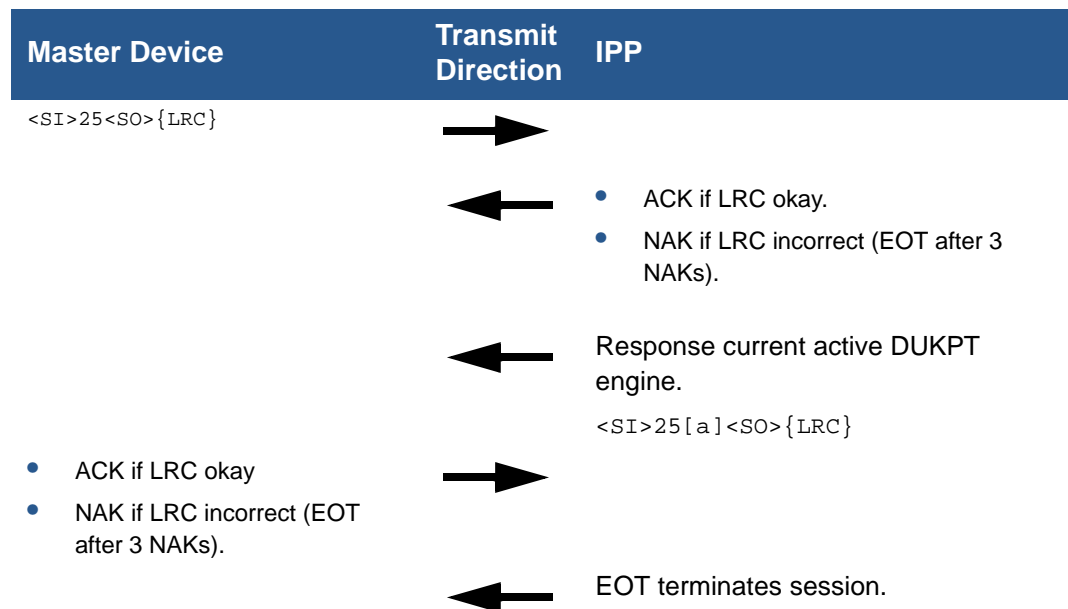 Master Device
Transmit
Direction
IPP
<SI>25<SO>{LRC}
• ACK if LRC okay.
• NAK if LRC incorrect (EOT after 3
NAKs).
Response current active DUKPT
engine.
<SI>25[a]<SO>{LRC}
• ACK if LRC okay
• NAK if LRC incorrect (EOT
after 3 NAKs).
EOT terminates session.